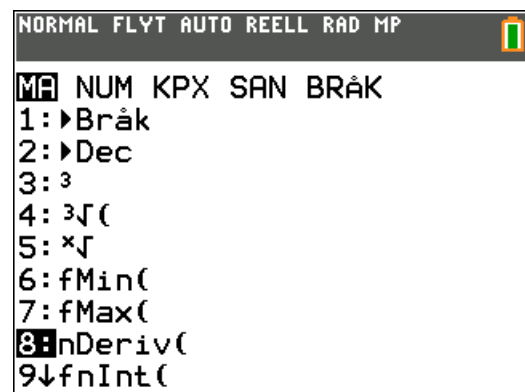 NORMAL FLYT AUTO REELL RAD MP
MA NUM KPX SAN BRÅK
1:▶Bråk
2:▶Dec
3:³
4:³√(
5:ˣ√
6:fMin(
7:fMax(
8:nDeriv(
9↓fnInt(